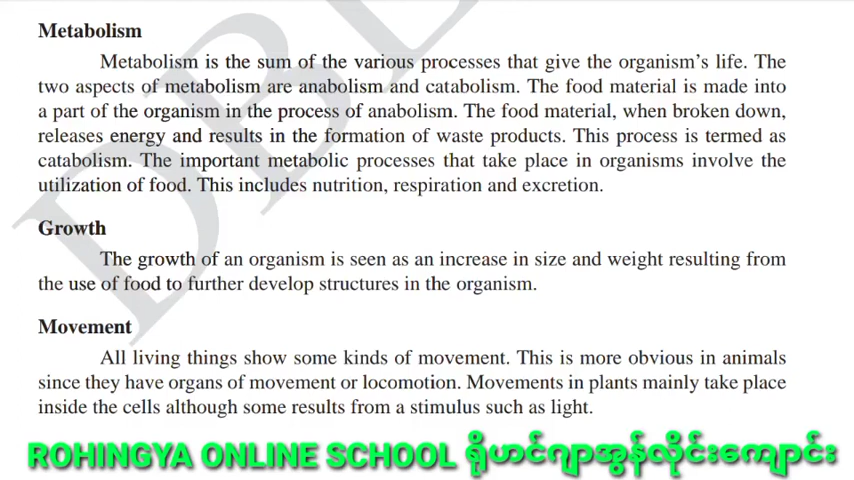 Metabolism
Metabolism is the sum of the various processes that give the organism's life. The
two aspects of metabolism are anabolism and catabolism. The food material is made into
a part of the organism in the process of anabolism. The food material, when broken down,
releases energy and results in the formation of waste products. This process is termed as
catabolism. The important metabolic processes that take place in organisms involve the
utilization of food. This includes nutrition, respiration and excretion.
Growth
The growth of an organism is seen as an increase in size and weight resulting from
the use of food to further develop structures in the organism.
Movement
All living things show some kinds of movement. This is more obvious in animals
since they have organs of movement or locomotion. Movements in plants mainly take place
inside the cells although some results from a stimulus such as light.
ROHINGYA ONLINE SCHOOL ရိုဟင်ဂျာအွန်လိုင်းကျောင်း